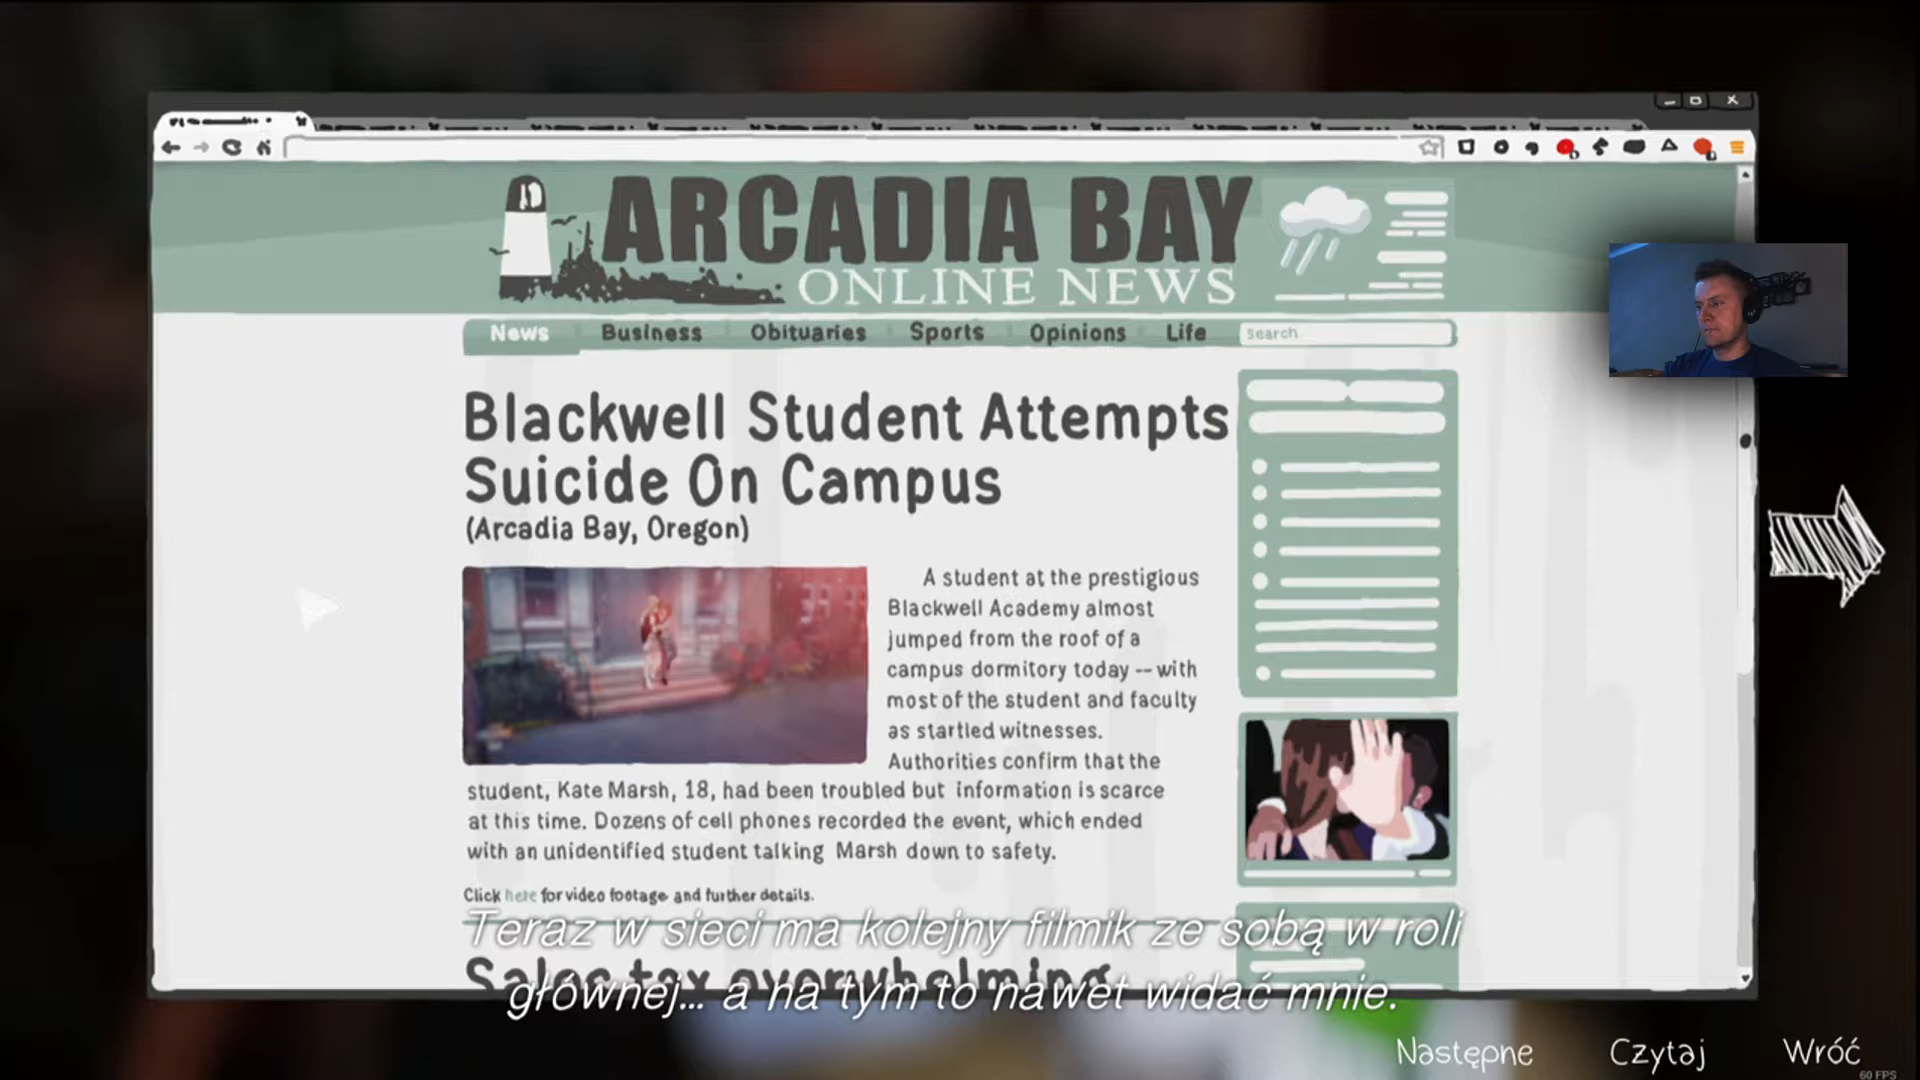 ARCADIA BAY
ONLINE NEWS
News Business Obituaries Sports Opinions Life Search
Blackwell Student Attempts
Suicide On Campus
(Arcadia Bay, Oregon)
A student at the prestigious
Blackwell Academy almost
jumped from the roof of a
campus dormitory today -- with
most of the student and faculty
as startled witnesses.
Authorities confirm that the
student, Kate Marsh, 18, had been troubled but information is scarce
at this time. Dozens of cell phones recorded the event, which ended
with an unidentified student talking Marsh down to safety.
Click here for video footage and further details.
Teraz w sieci ma kolejny filmik ze sobą w roli
Sales tax overwhelming
głównej... a na tym to nawet widać mnie.
Następne Czytaj Wróć
60 FPS